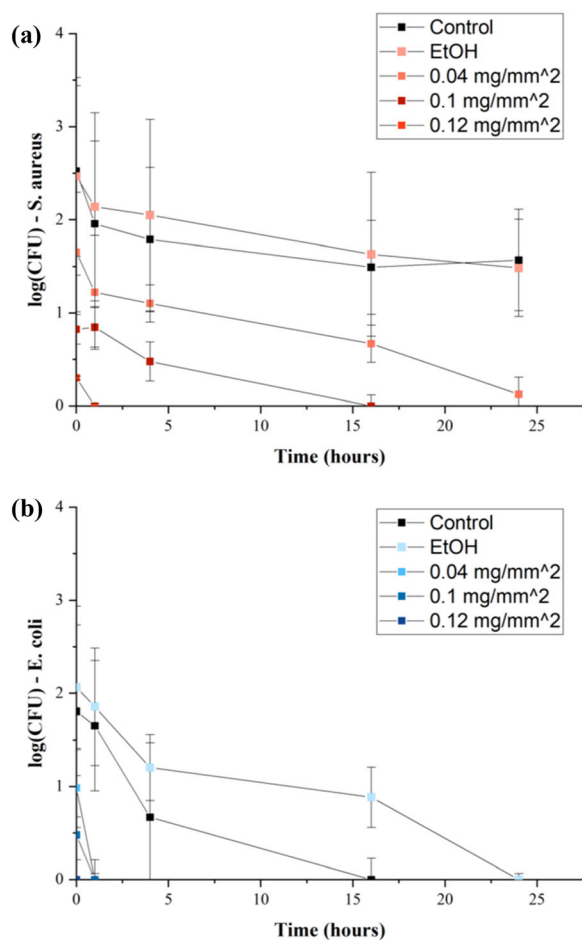 (a)
Control
EtOH
0.04 mg/mm^2
0.1 mg/mm^2
0.12 mg/mm^2
log(CFU) - S. aureus
4
3
2
1
0
0 5 10 15 20 25
Time (hours)
(b)
Control
EtOH
0.04 mg/mm^2
0.1 mg/mm^2
0.12 mg/mm^2
log(CFU) - E. coli
4
3
2
1
0
0 5 10 15 20 25
Time (hours)